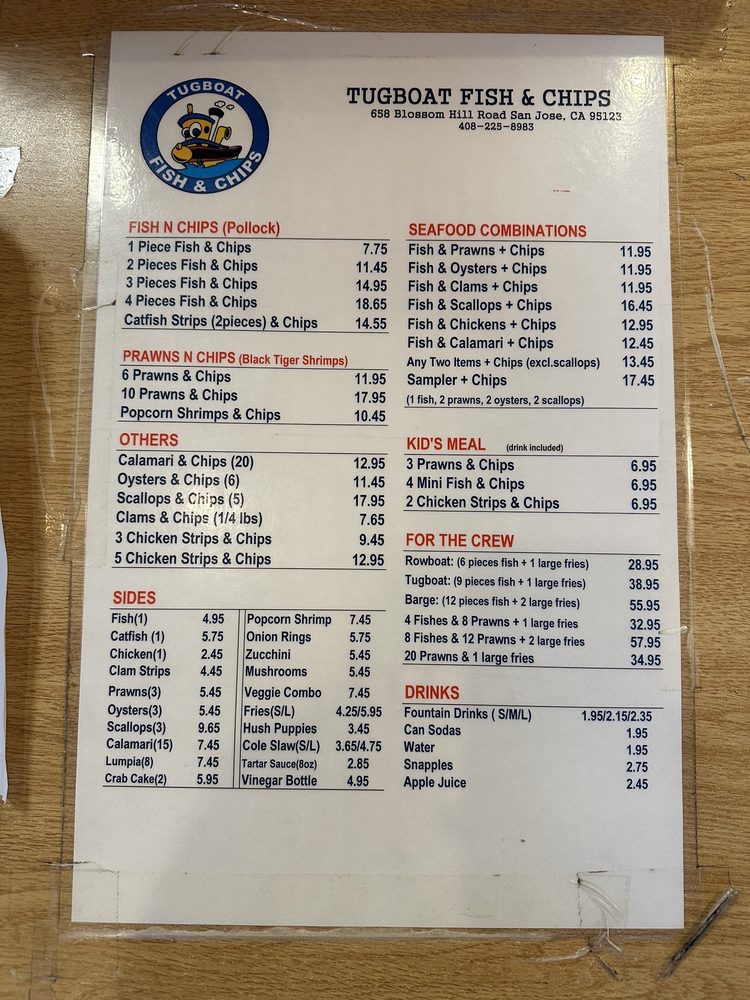 TUGBOAT
FISH & CHIPS
TUGBOAT FISH & CHIPS
658 Blossom Hill Road San Jose, CA 95123
408-225-8983
FISH N CHIPS (Pollock)
1 Piece Fish & Chips 7.75
2 Pieces Fish & Chips 11.45
3 Pieces Fish & Chips 14.95
4 Pieces Fish & Chips 18.65
Catfish Strips (2pieces) & Chips 14.55
PRAWNS N CHIPS (Black Tiger Shrimps)
6 Prawns & Chips 11.95
10 Prawns & Chips 17.95
Popcorn Shrimps & Chips 10.45
OTHERS
Calamari & Chips (20) 12.95
Oysters & Chips (6) 11.45
Scallops & Chips (5) 17.95
Clams & Chips (1/4 lbs) 7.65
3 Chicken Strips & Chips 9.45
5 Chicken Strips & Chips 12.95
SIDES
Fish(1) 4.95
Catfish (1) 5.75
Chicken(1) 2.45
Clam Strips 4.45
Prawns(3) 5.45
Oysters(3) 5.45
Scallops(3) 9.65
Calamari(15) 7.45
Lumpia(8) 7.45
Crab Cake(2) 5.95
Popcorn Shrimp 7.45
Onion Rings 5.75
Zucchini 5.45
Mushrooms 5.45
Veggie Combo 7.45
Fries(S/L) 4.25/5.95
Hush Puppies 3.45
Cole Slaw(S/L) 3.65/4.75
Tartar Sauce(8oz) 2.85
Vinegar Bottle 4.95
SEAFOOD COMBINATIONS
Fish & Prawns + Chips 11.95
Fish & Oysters + Chips 11.95
Fish & Clams + Chips 11.95
Fish & Scallops + Chips 16.45
Fish & Chickens + Chips 12.95
Fish & Calamari + Chips 12.45
Any Two Items + Chips (excl.scallops) 13.45
Sampler + Chips 17.45
(1 fish, 2 prawns, 2 oysters, 2 scallops)
KID'S MEAL (drink included)
3 Prawns & Chips 6.95
4 Mini Fish & Chips 6.95
2 Chicken Strips & Chips 6.95
FOR THE CREW
Rowboat: (6 pieces fish + 1 large fries) 28.95
Tugboat: (9 pieces fish + 1 large fries) 38.95
Barge: (12 pieces fish + 2 large fries) 55.95
4 Fishes & 8 Prawns + 1 large fries 32.95
8 Fishes & 12 Prawns + 2 large fries 57.95
20 Prawns & 1 large fries 34.95
DRINKS
Fountain Drinks ( S/M/L) 1.95/2.15/2.35
Can Sodas 1.95
Water 1.95
Snapples 2.75
Apple Juice 2.45